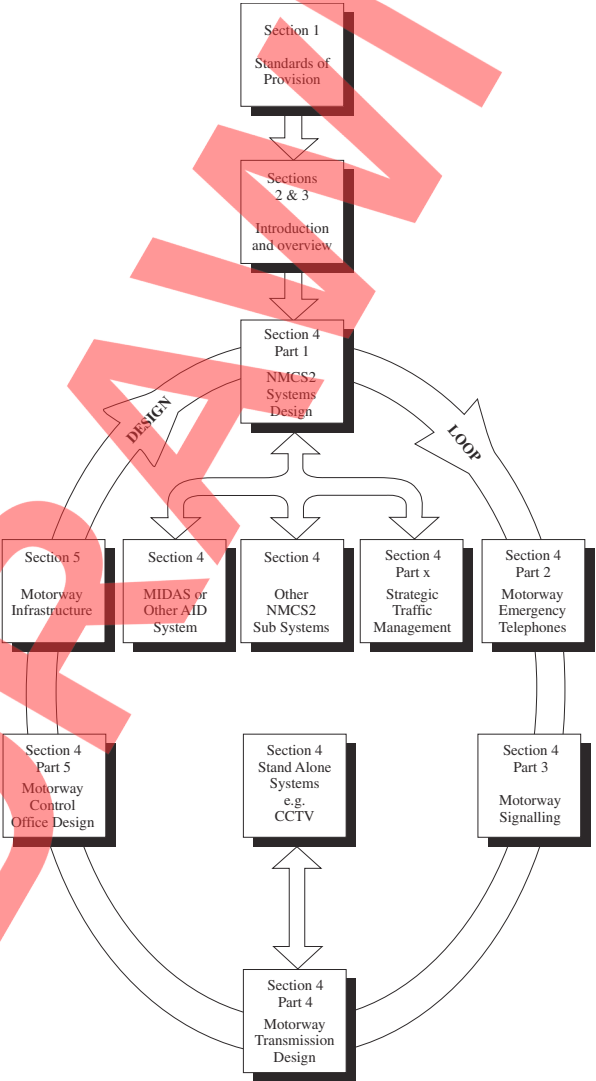 Section 1
Standards of
Provision
Sections
2 & 3
Introduction
and overview
Section 4
Part 1
NMCS2
Systems
Design
DESIGN
LOOP
Section 5
Motorway
Infrastructure
Section 4
MIDAS or
Other AID
System
Section 4
Other
NMCS2
Sub Systems
Section 4
Part x
Strategic
Traffic
Management
Section 4
Part 2
Motorway
Emergency
Telephones
Section 4
Part 5
Motorway
Control
Office Design
Section 4
Stand Alone
Systems
e.g.
CCTV
Section 4
Part 3
Motorway
Signalling
Section 4
Part 4
Motorway
Transmission
Design